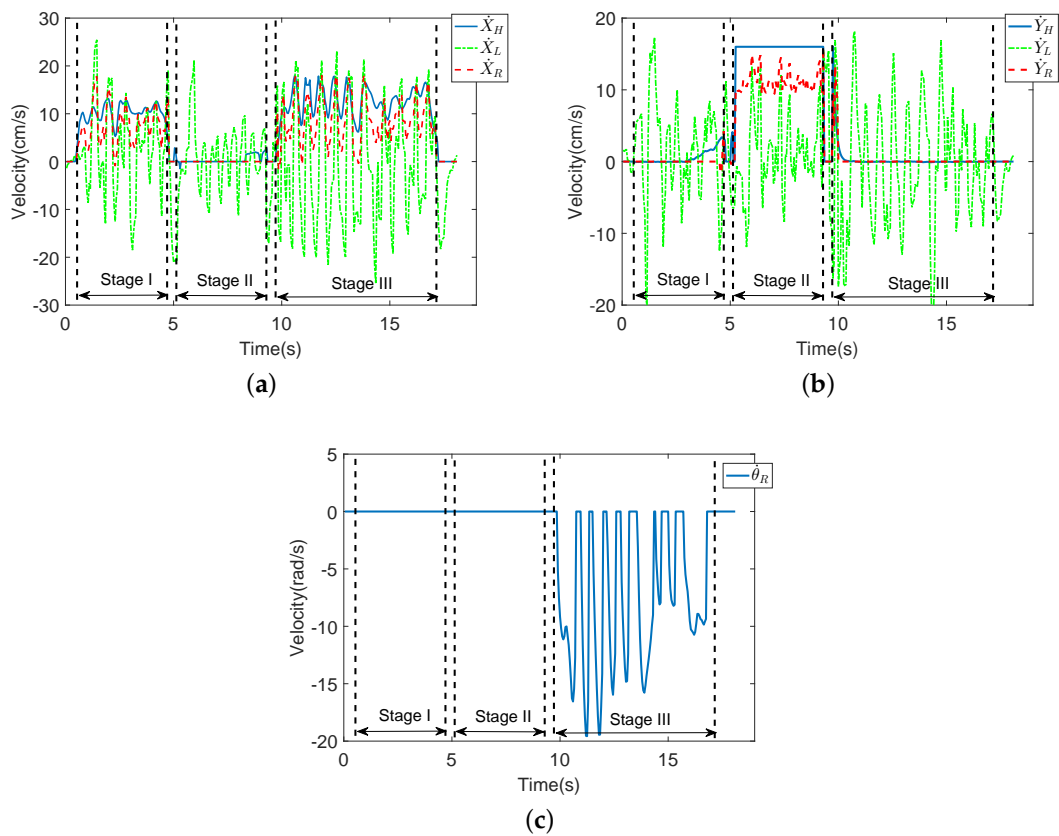 30
20
10
0
-10
-20
-30
Velocity(cm/s)
Ẋ_H
Ẋ_L
Ẋ_R
Stage I
Stage II
Stage III
0 5 10 15
Time(s)
(a)
20
10
0
-10
-20
Velocity(cm/s)
Ẏ_H
Ẏ_L
Ẏ_R
Stage I
Stage II
Stage III
0 5 10 15
Time(s)
(b)
5
0
-5
-10
-15
-20
Velocity(rad/s)
θ̇_R
Stage I
Stage II
Stage III
0 5 10 15
Time(s)
(c)